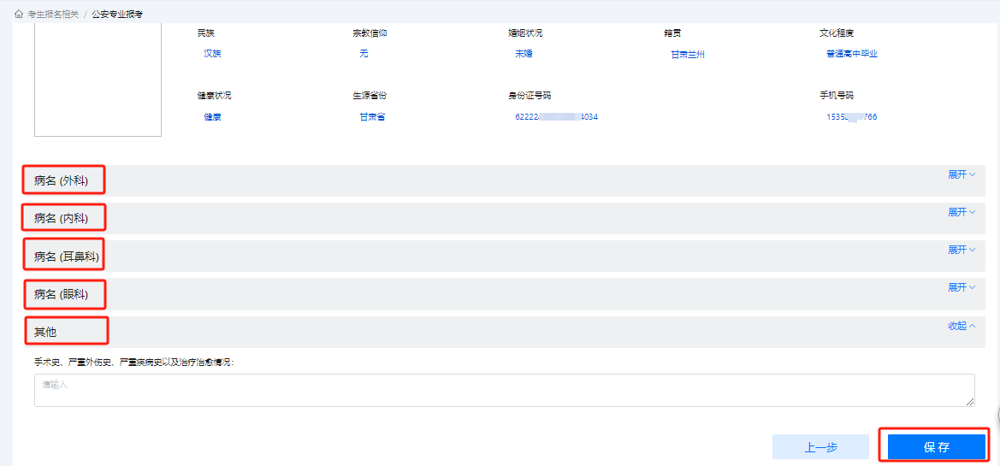 考生报名相关 / 公安专业报考
民族 宗教信仰 婚姻状况 籍贯 文化程度
汉族 无 未婚 甘肃兰州 普通高中毕业
健康状况 生源省份 身份证号码 手机号码
健康 甘肃省 62222 4034 1535 766
病名 (外科) 展开
病名 (内科) 展开
病名 (耳鼻科) 展开
病名 (眼科) 展开
其他 收起
手术史、严重外伤史、严重疾病史以及治疗治愈情况:
请输入
上一步 保存